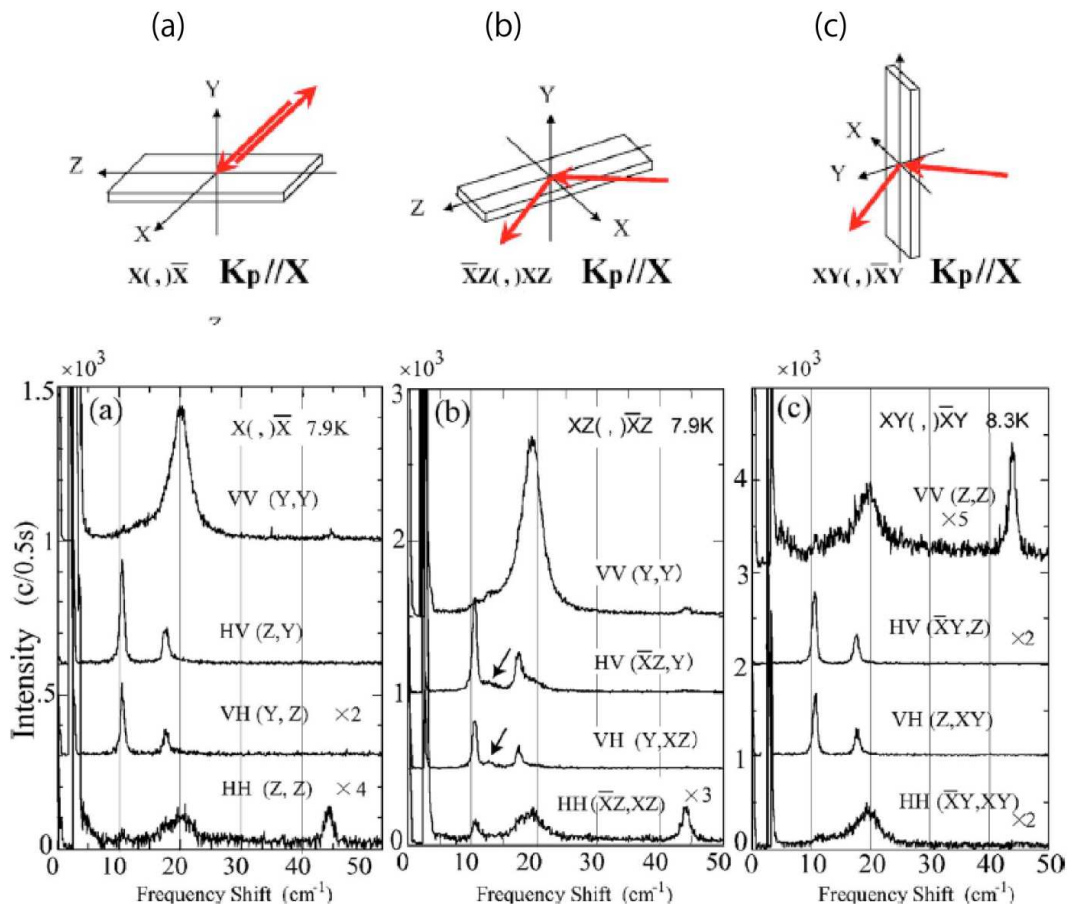 (a) (b) (c)
Y Y
Z X
X Y
Z X
X(,)X̅ Kp//X X̅Z(,)XZ Kp//X XY(,)X̅Y Kp//X
×10³ ×10³ ×10³
1.5 3
(a) X(,)X̅ 7.9K (b) XZ(,)X̅Z 7.9K (c) XY(,)X̅Y 8.3K
VV (Y,Y) VV (Y,Y) VV (Z,Z)
×5
HV (Z,Y) HV (X̅Z,Y) HV (X̅Y,Z) ×2
VH (Y,Z) ×2 VH (Y,XZ) VH (Z,XY)
HH (Z,Z) ×4 HH (X̅Z,XZ) ×3 HH (X̅Y,XY) ×2
Intensity (c/0.5s)
1
.5
0
2
1
0
4
3
2
1
0
0 10 20 30 40 50 0 10 20 30 40 50 0 10 20 30 40 50
Frequency Shift (cm⁻¹) Frequency Shift (cm⁻¹) Frequency Shift (cm⁻¹)